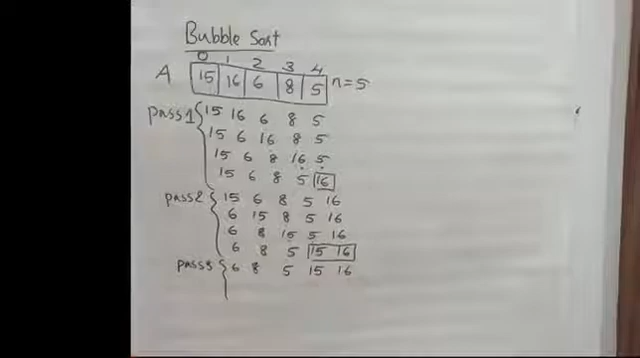 Bubble Sort
0 1 2 3 4
A 15 16 6 8 5 n=5
pass1 15 16 6 8 5
15 6 16 8 5
15 6 8 16 5
15 6 8 5 16
pass2 15 6 8 5 16
6 15 8 5 16
6 8 15 5 16
6 8 5 15 16
pass3 6 8 5 15 16